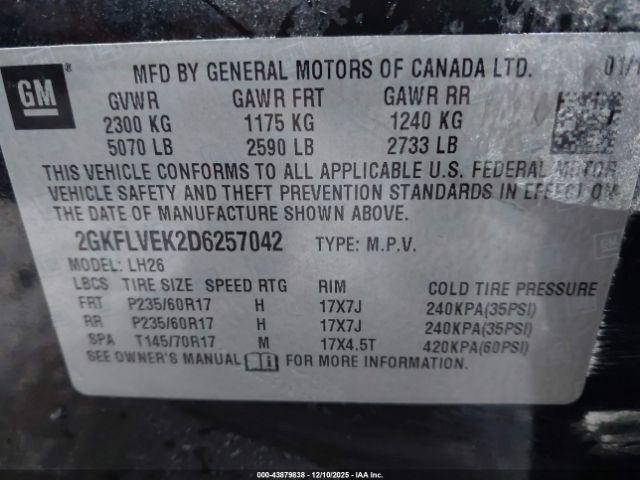 GM ® MFD BY GENERAL MOTORS OF CANADA LTD. 01/1
GVWR GAWR FRT GAWR RR
2300 KG 1175 KG 1240 KG
5070 LB 2590 LB 2733 LB
THIS VEHICLE CONFORMS TO ALL APPLICABLE U.S. FEDERAL MOTOR
VEHICLE SAFETY AND THEFT PREVENTION STANDARDS IN EFFECT ON
THE DATE OF MANUFACTURE SHOWN ABOVE.
2GKFLVEK2D6257042 TYPE: M.P.V.
MODEL: LH26
LBCS TIRE SIZE SPEED RTG RIM COLD TIRE PRESSURE
FRT P235/60R17 H 17X7J 240KPA(35PSI)
RR P235/60R17 H 17X7J 240KPA(35PSI)
SPA T145/70R17 M 17X4.5T 420KPA(60PSI)
SEE OWNER'S MANUAL FOR MORE INFORMATION.
© COPYRIGHT 000-43879838 - 12/10/2025 - IAA Inc.